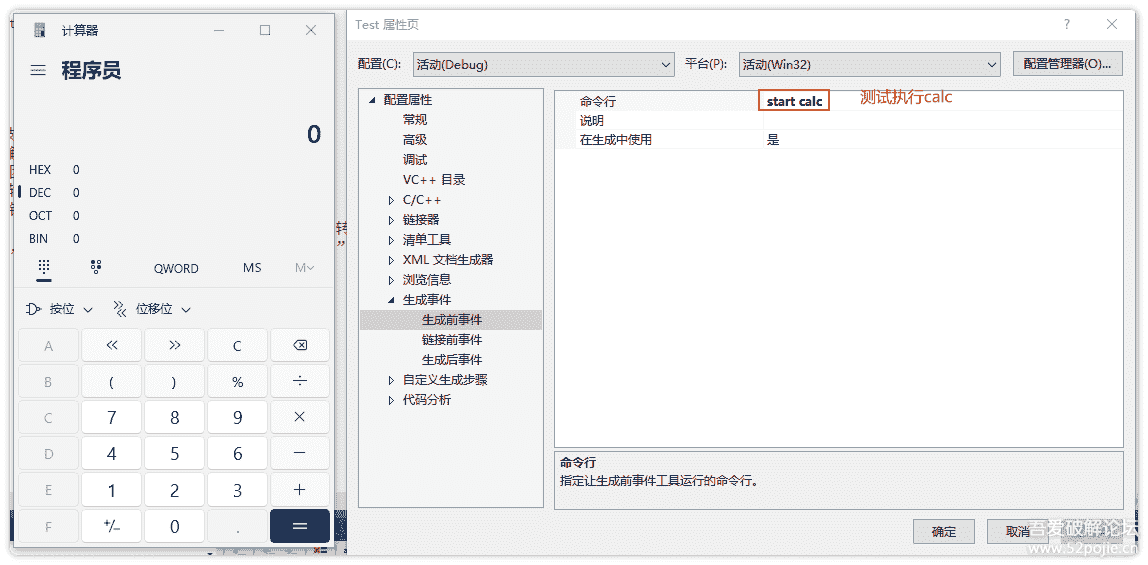 计算器
程序员
0
HEX 0
DEC 0
OCT 0
BIN 0
QWORD MS M
按位 位移位
A « » C
B ( ) % ÷
C 7 8 9 ×
D 4 5 6 −
E 1 2 3 +
F +/− 0 . =
转
”
Test 属性页
? ×
配置(C): 活动(Debug) 平台(P): 活动(Win32) 配置管理器(O)...
配置属性
常规
高级
调试
VC++ 目录
C/C++
链接器
清单工具
XML 文档生成器
浏览信息
生成事件
生成前事件
链接前事件
生成后事件
自定义生成步骤
代码分析
命令行 start calc 测试执行calc
说明
在生成中使用 是
命令行
指定让生成前事件工具运行的命令行。
确定 取消
吾爱破解论坛
www.52pojie.cn